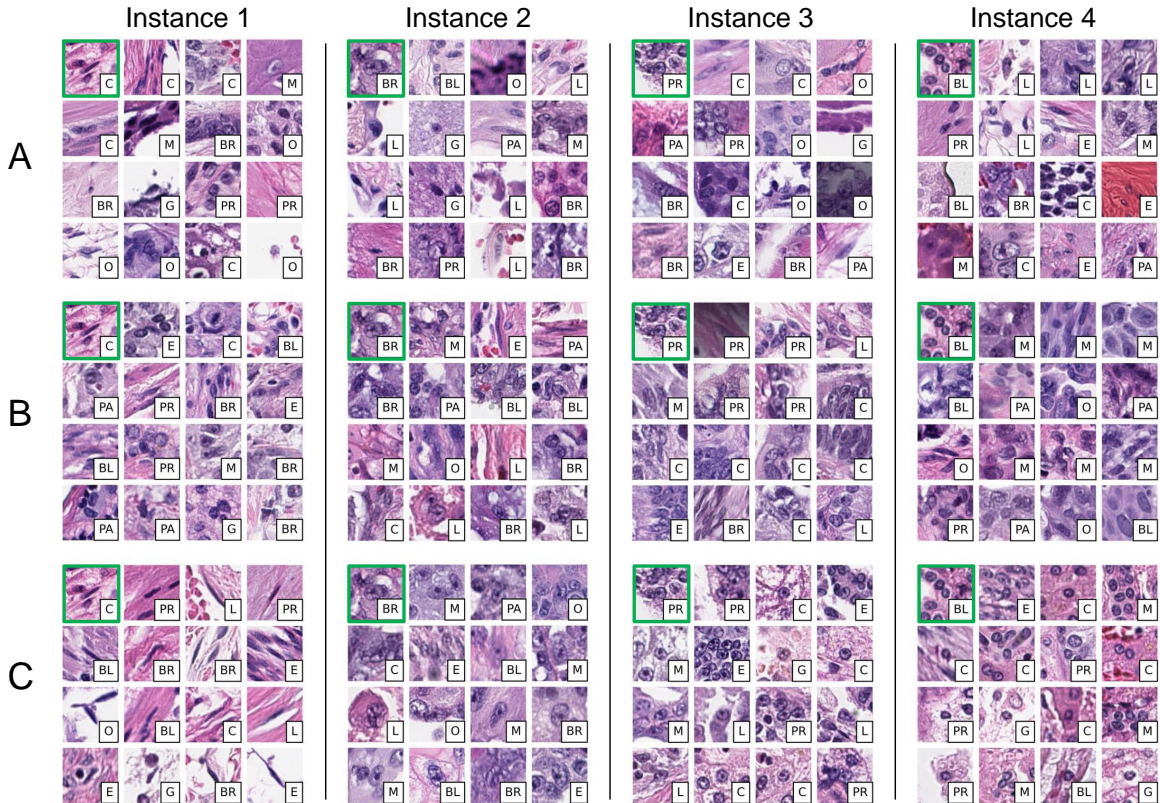 Instance 1 Instance 2 Instance 3 Instance 4
C C C M BR BL O L PR C C O BL L L L
A
C M BR O L G PA M PA PR O G PR L E M
BR G PR PR L G L BR BR C O O BL BR C E
O O C O BR PR L BR BR E BR PA M C E PA
C E C BL BR M E PA PR PR PR L BL M M M
B
PA PR BR E BR PA BL BL M PR PR C BL PA O PA
BL PR M BR M O L BR C C C C O M M M
PA PA G BR C L BR L E BR C L PR PA O BL
C PR L PR BR M PA O PR PR C E BL E C M
C
BL BR BR E C E BL M M E G C C C PR C
O BL C L L O M BR M L PR L PR G C M
E G BR E M BL BR E L C C PR PR M BL G